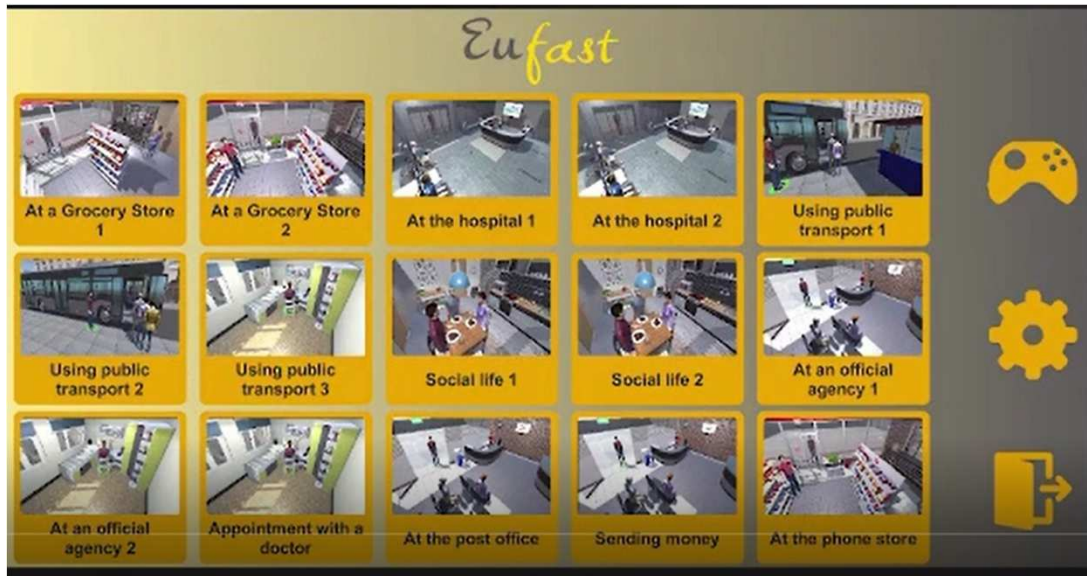 Eufast
At a Grocery Store
1
At a Grocery Store
2
At the hospital 1
At the hospital 2
Using public
transport 1
Using public
transport 2
Using public
transport 3
Social life 1
Social life 2
At an official
agency 1
At an official
agency 2
Appointment with a
doctor
At the post office
Sending money
At the phone store